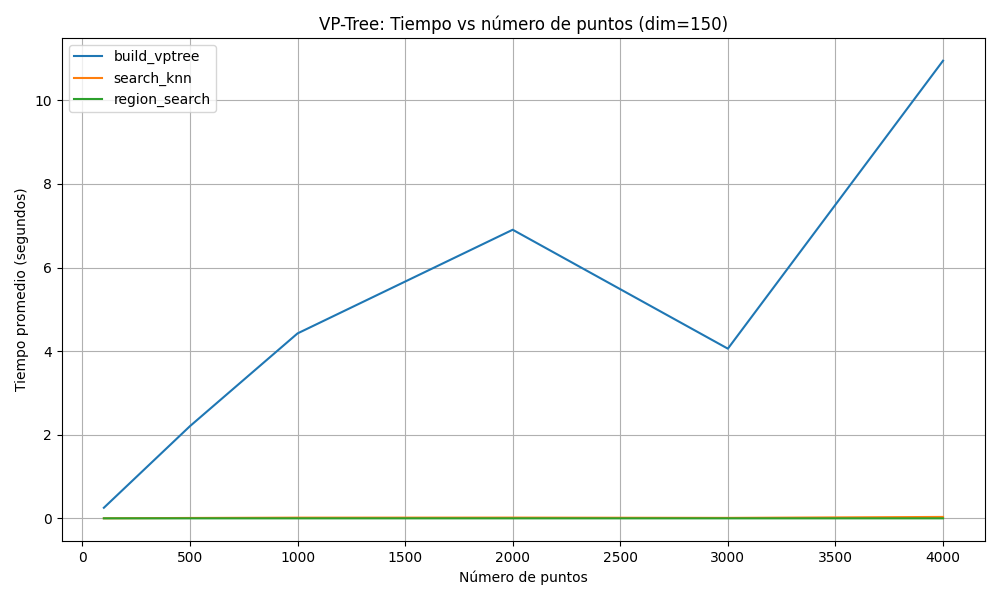 VP-Tree: Tiempo vs número de puntos (dim=150)
build_vptree
search_knn
region_search
Tiempo promedio (segundos)
10
8
6
4
2
0
0 500 1000 1500 2000 2500 3000 3500 4000
Número de puntos